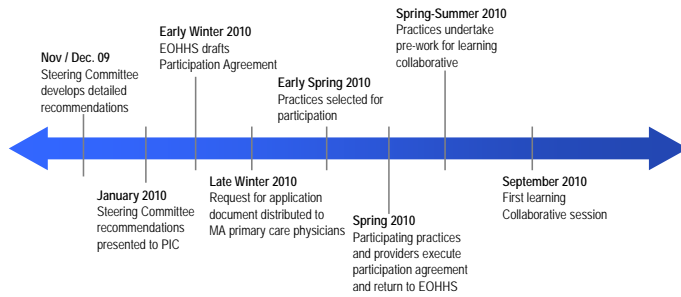 Nov / Dec. 09
Steering Committee
develops detailed
recommendations
January 2010
Steering Committee
recommendations
presented to PIC
Early Winter 2010
EOHHS drafts
Participation Agreement
Late Winter 2010
Request for application
document distributed to
MA primary care physicians
Early Spring 2010
Practices selected for
participation
Spring 2010
Participating practices
and providers execute
participation agreement
and return to EOHHS
Spring-Summer 2010
Practices undertake
pre-work for learning
collaborative
September 2010
First learning
Collaborative session